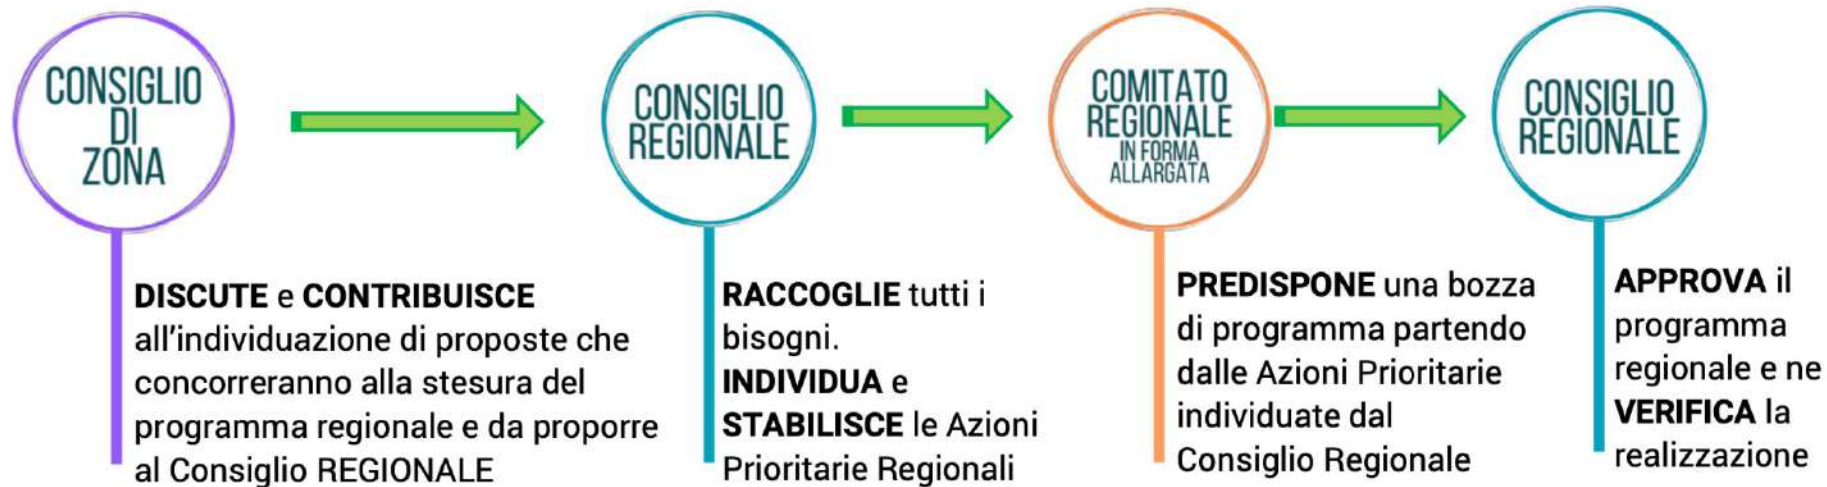 CONSIGLIO
DI
ZONA
DISCUTE e CONTRIBUISCE
all'individuazione di proposte che
concorreranno alla stesura del
programma regionale e da proporre
al Consiglio REGIONALE
CONSIGLIO
REGIONALE
RACCOGLIE tutti i
bisogni.
INDIVIDUA e
STABILISCE le Azioni
Prioritarie Regionali
COMITATO
REGIONALE
IN FORMA
ALLARGATA
PREDISPONE una bozza
di programma partendo
dalle Azioni Prioritarie
individuate dal
Consiglio Regionale
CONSIGLIO
REGIONALE
APPROVA il
programma
regionale e ne
VERIFICA la
realizzazione